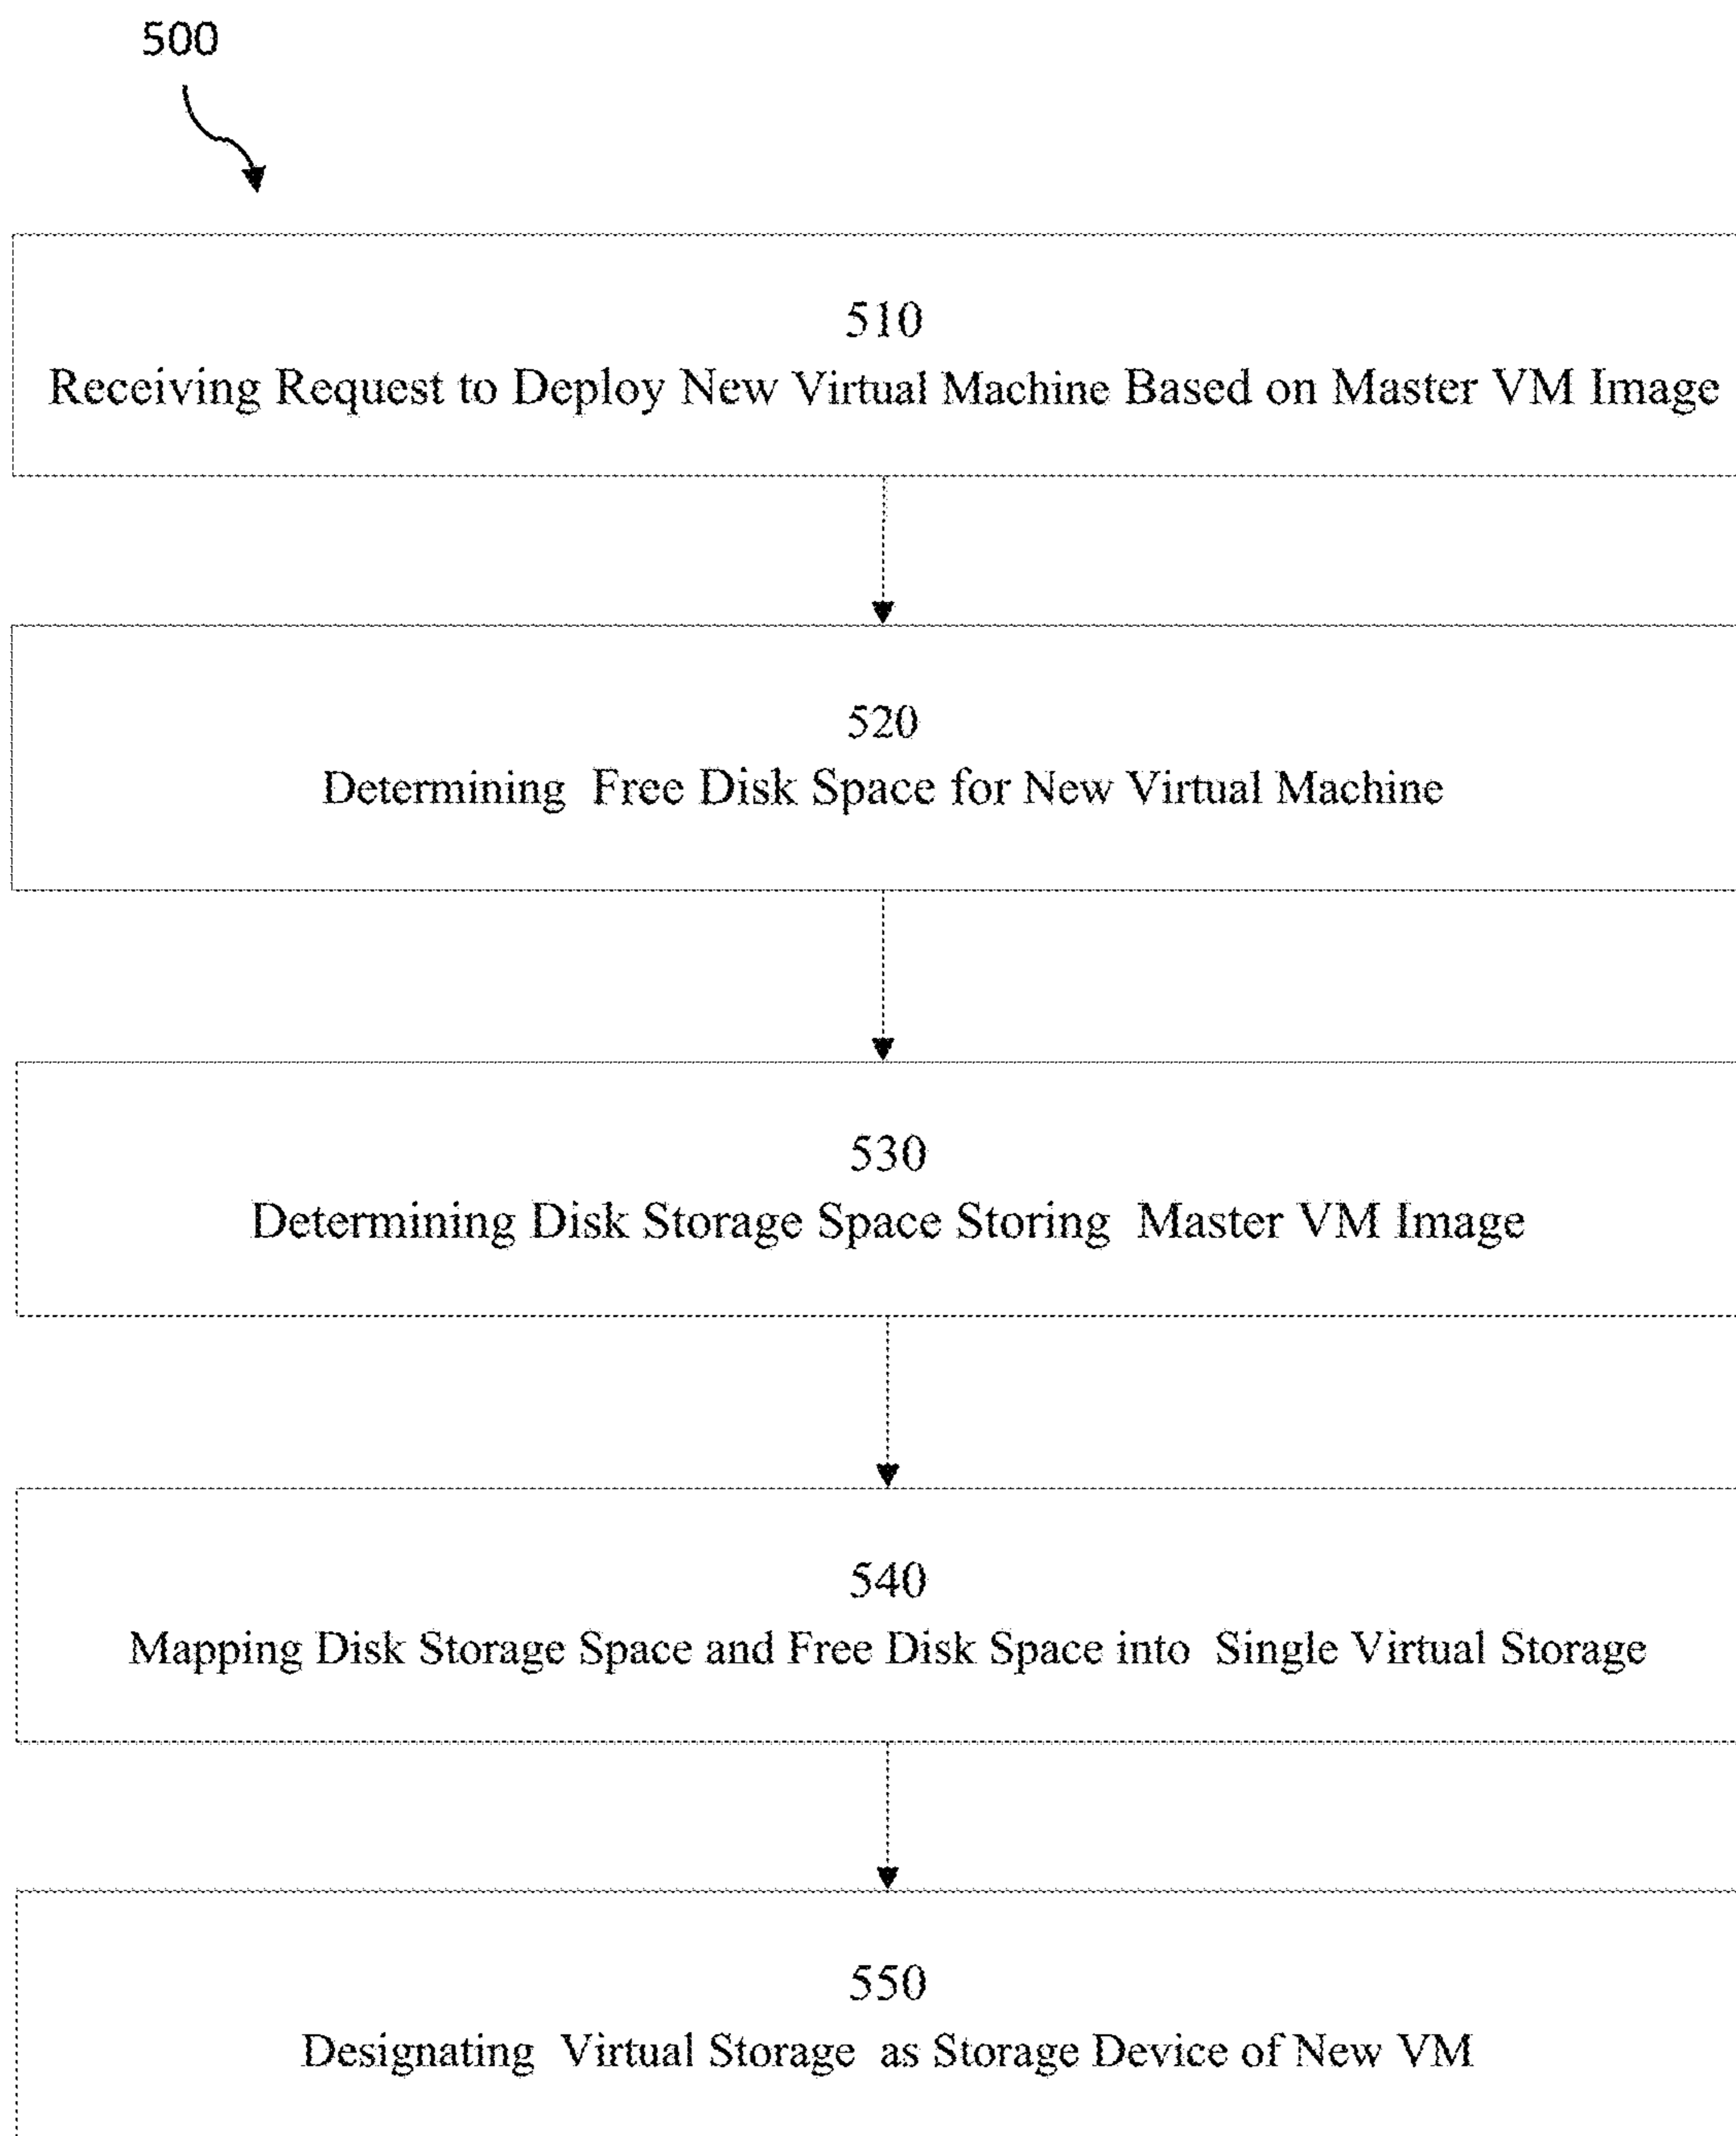 500
510
Receiving Request to Deploy New Virtual Machine Based on Master VM Image
520
Determining Free Disk Space for New Virtual Machine
530
Determining Disk Storage Space Storing Master VM Image
540
Mapping Disk Storage Space and Free Disk Space into Single Virtual Storage
550
Designating Virtual Storage as Storage Device of New VM